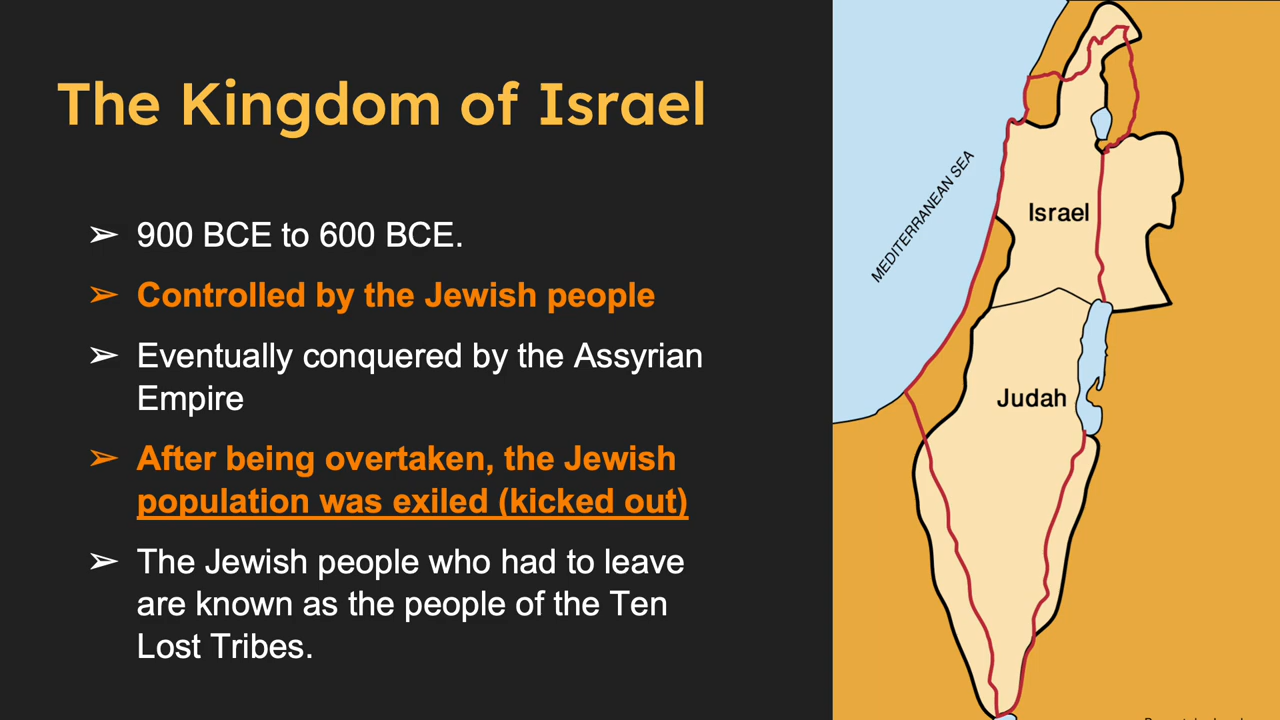 The Kingdom of Israel
➢ 900 BCE to 600 BCE.
➢ Controlled by the Jewish people
➢ Eventually conquered by the Assyrian
Empire
➢ After being overtaken, the Jewish
population was exiled (kicked out)
➢ The Jewish people who had to leave
are known as the people of the Ten
Lost Tribes.
MEDITERRANEAN SEA
Israel
Judah